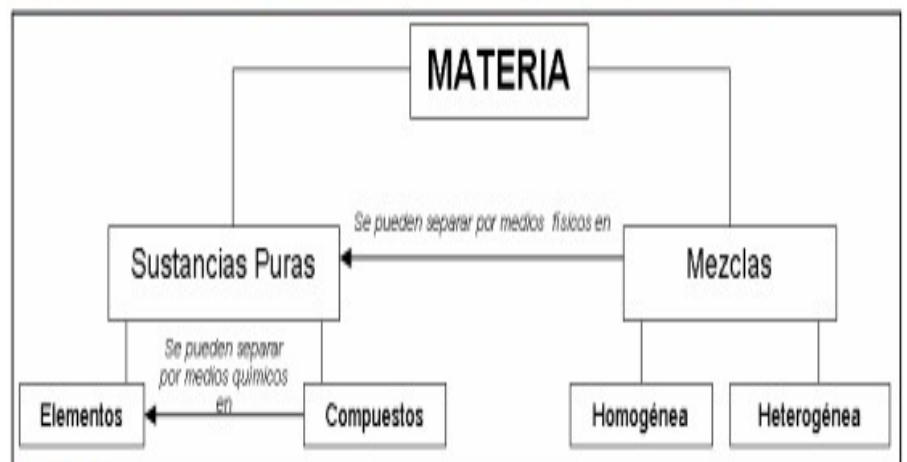 MATERIA
Se pueden separar por medios físicos en
Sustancias Puras
Mezclas
Se pueden separar
por medios químicos
en
Elementos
Compuestos
Homogénea
Heterogénea